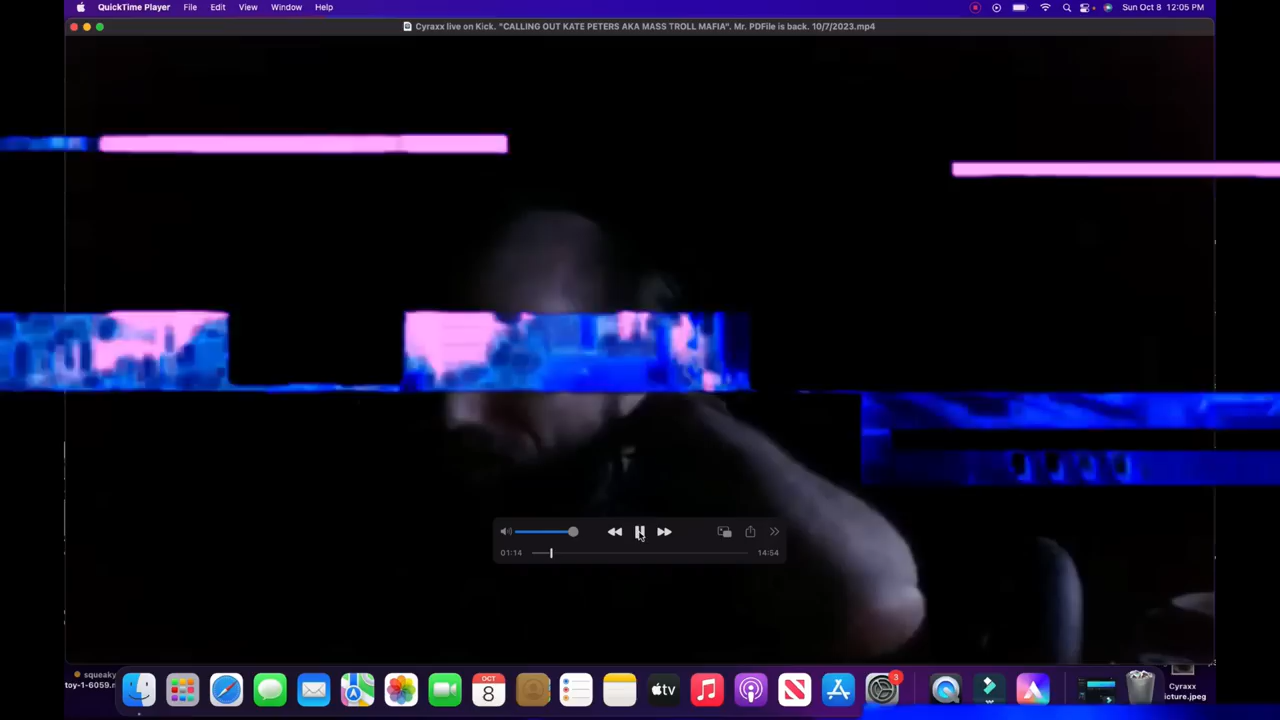 QuickTime Player File Edit View Window Help Sun Oct 8 12:05 PM
Cyraxx live on Kick. "CALLING OUT KATE PETERS AKA MASS TROLL MAFIA". Mr. PDFile is back. 10/7/2023.mp4
01:14 14:54
squeaky
toy-1-6059.m
OCT
8
tv
3
Cyraxx
icture.jpeg